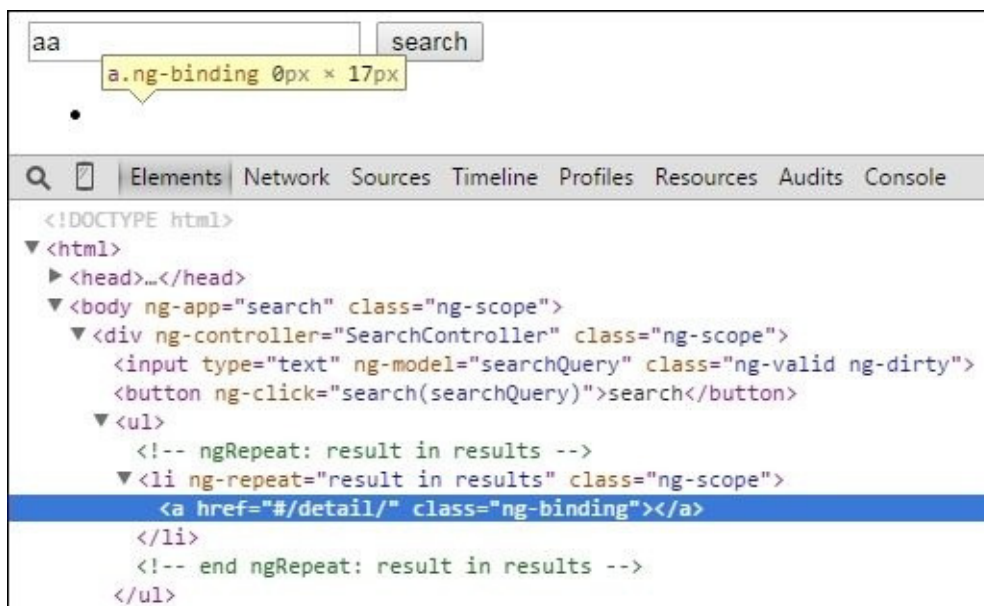 aa search
a.ng-binding 0px × 17px
•
Elements Network Sources Timeline Profiles Resources Audits Console
<!DOCTYPE html>
▼<html>
▶<head>…</head>
▼<body ng-app="search" class="ng-scope">
▼<div ng-controller="SearchController" class="ng-scope">
<input type="text" ng-model="searchQuery" class="ng-valid ng-dirty">
<button ng-click="search(searchQuery)">search</button>
▼<ul>
<!-- ngRepeat: result in results -->
▼<li ng-repeat="result in results" class="ng-scope">
<a href="#/detail/" class="ng-binding"></a>
</li>
<!-- end ngRepeat: result in results -->
</ul>